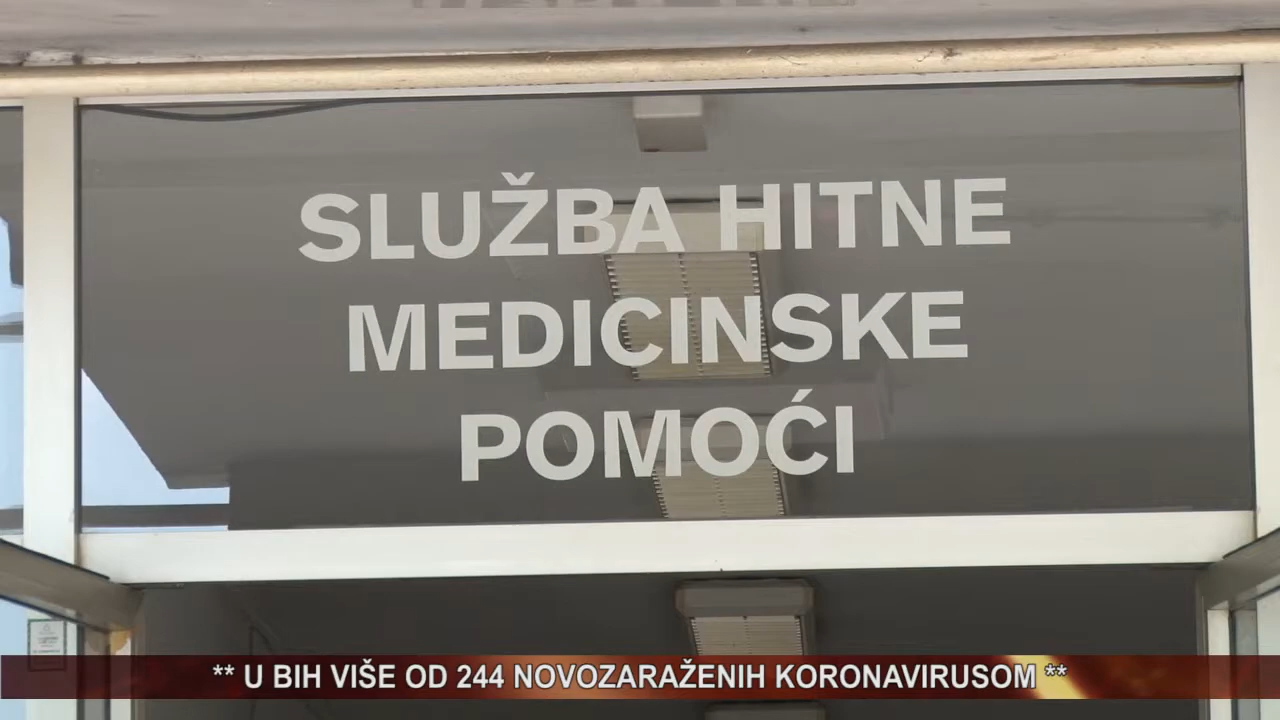 SLUŽBA HITNE
MEDICINSKE
POMOĆI
** U BIH VIŠE OD 244 NOVOZARAŽENIH KORONAVIRUSOM **